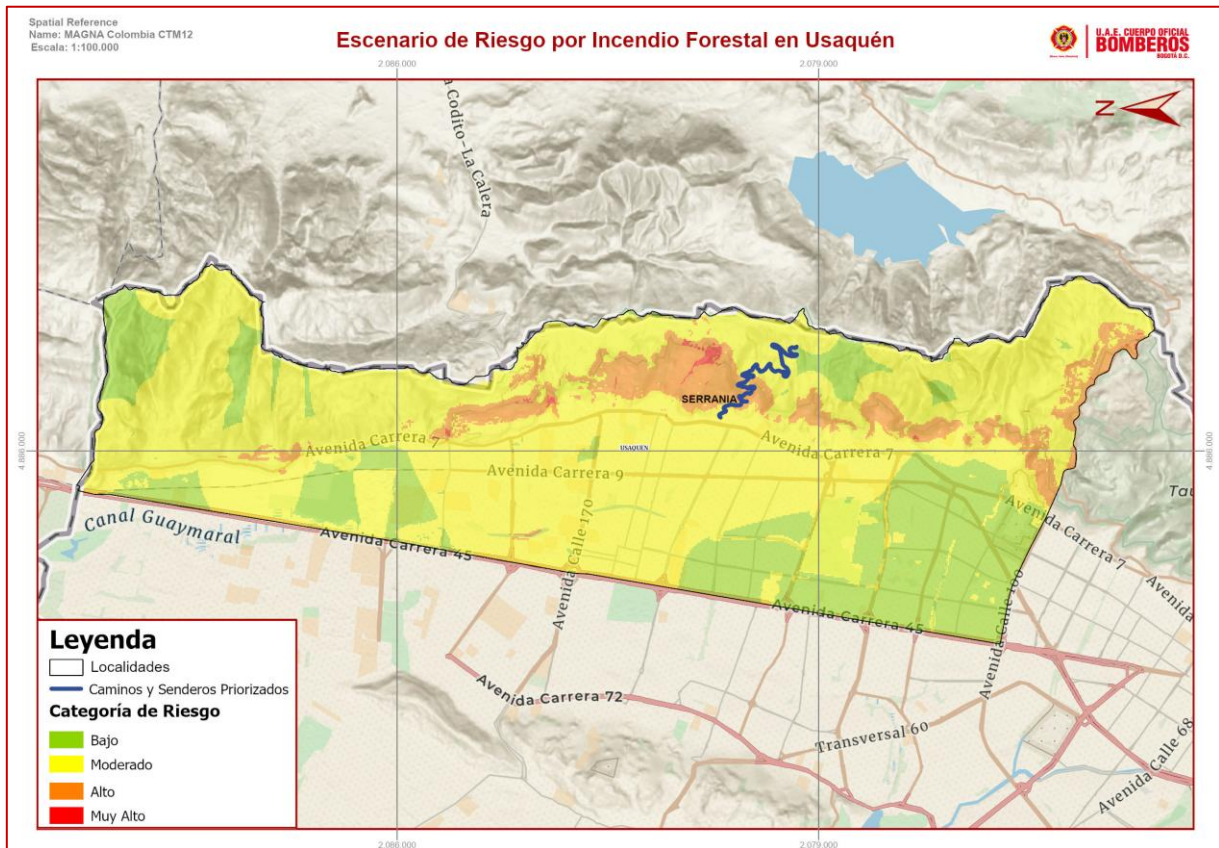 Spatial Reference
Name: MAGNA Colombia CTM12
Escala: 1:100.000
Escenario de Riesgo por Incendio Forestal en Usaquén
U.A.E. CUERPO OFICIAL
BOMBEROS
BOGOTÁ D.C.
2.086.000
2.079.000
N
a Codito-La Calera
SERRANIA
Avenida Carrera 7
USAQUÉN
Avenida Carrera 7
4.886.000
4.886.000
Avenida Carrera 9
Tau
Canal Guaymaral
Avenida Carrera 45
Avenida Calle 170
Avenida Carrera 7
Avenida
Avenida Carrera 45
Avenida Calle 100
Avenida Carrera 72
Transversal 60
Avenida Calle 68
Leyenda
Localidades
Caminos y Senderos Priorizados
Categoría de Riesgo
Bajo
Moderado
Alto
Muy Alto
2.086.000
2.079.000